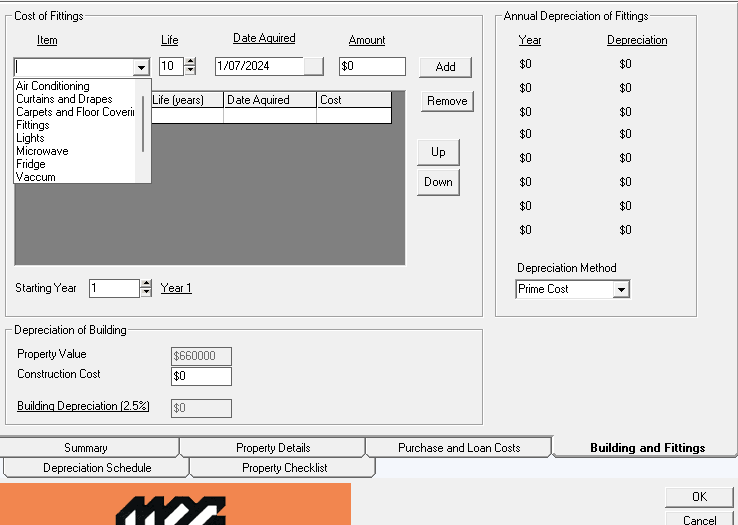 Cost of Fittings
Item Life Date Aquired Amount
10 1/07/2024 $0 Add
Air Conditioning
Curtains and Drapes
Carpets and Floor Coverin
Fittings
Lights
Microwave
Fridge
Vaccum
Life (years) Date Aquired Cost
Remove
Up
Down
Starting Year 1 Year 1
Annual Depreciation of Fittings
Year Depreciation
$0 $0
$0 $0
$0 $0
$0 $0
$0 $0
$0 $0
$0 $0
$0 $0
Depreciation Method
Prime Cost
Depreciation of Building
Property Value $660000
Construction Cost $0
Building Depreciation (2.5%) $0
Summary Property Details Purchase and Loan Costs Building and Fittings
Depreciation Schedule Property Checklist
OK
Cancel